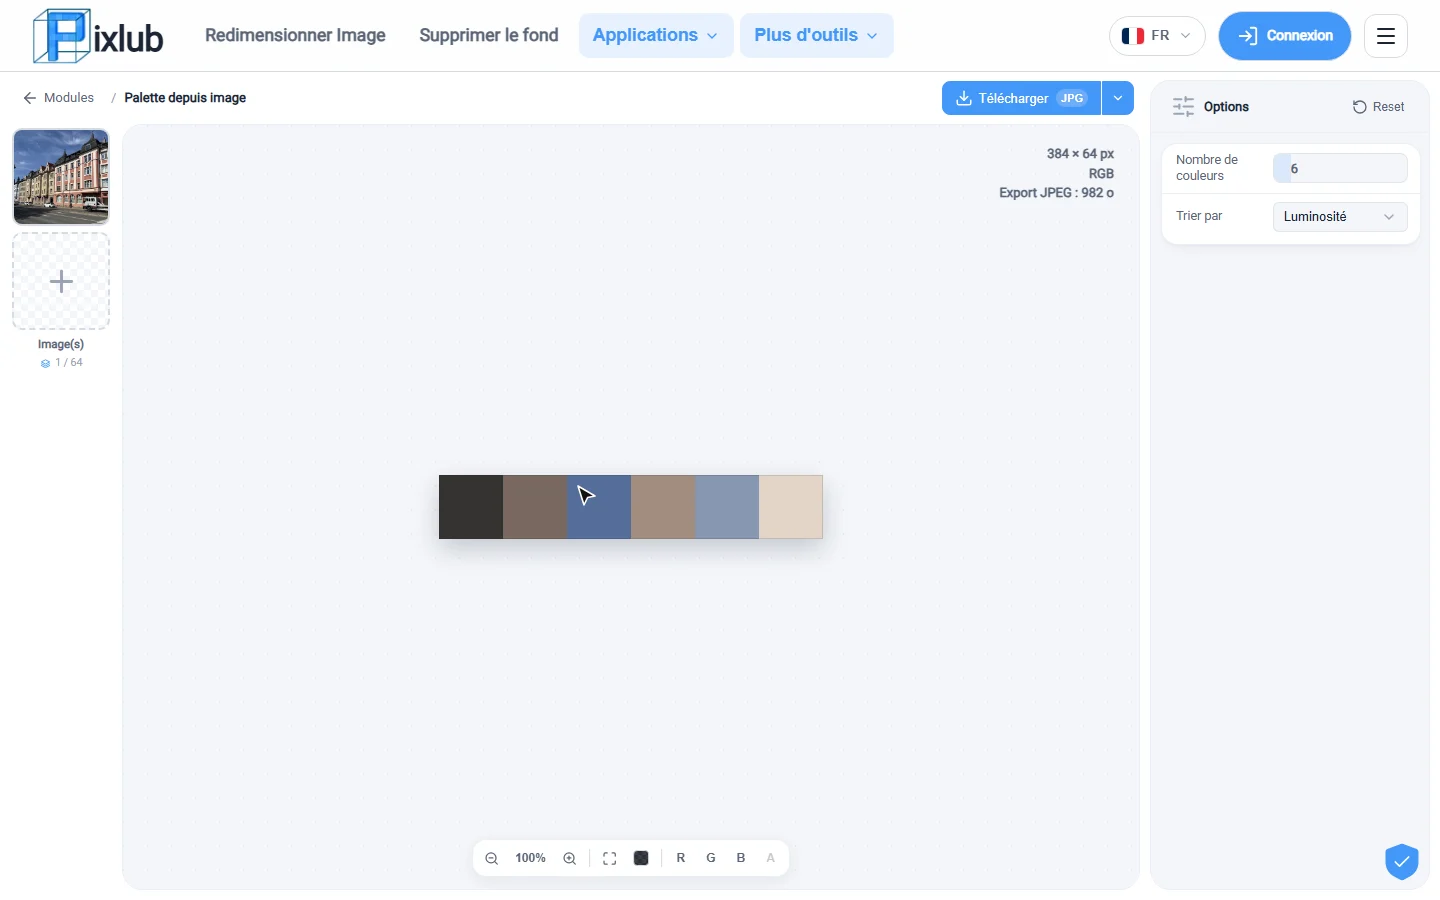 Pixlub
Redimensionner Image
Supprimer le fond
Applications
Plus d'outils
FR
Connexion
Modules / Palette depuis image
Télécharger JPG
Options
Reset
384 × 64 px
RGB
Export JPEG : 982 o
Nombre de
couleurs
6
Trier par
Luminosité
Image(s)
1 / 64
100%
R G B A